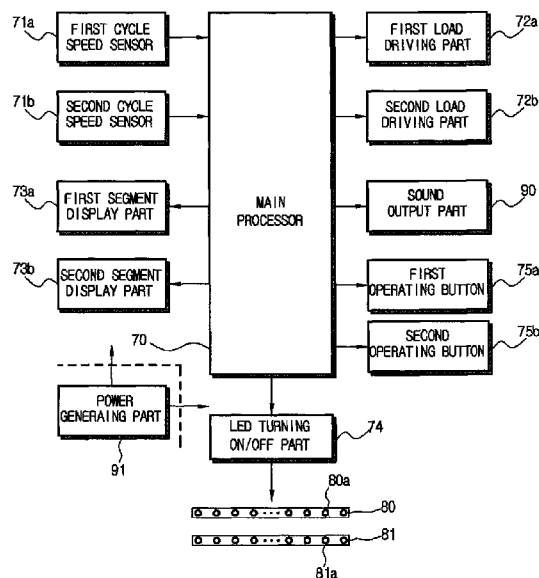 71a
FIRST CYCLE
SPEED SENSOR
71b
SECOND CYCLE
SPEED SENSOR
73a
FIRST SEGMENT
DISPLAY PART
73b
SECOND SEGMENT
DISPLAY PART
70
MAIN
PROCESSOR
72a
FIRST LOAD
DRIVING PART
72b
SECOND LOAD
DRIVING PART
90
SOUND
OUTPUT PART
75a
FIRST
OPERATING BUTTON
75b
SECOND
OPERATING BUTTON
POWER
GENERAING PART
91
LED TURNING
ON/OFF PART
74
80a
80
81
81a